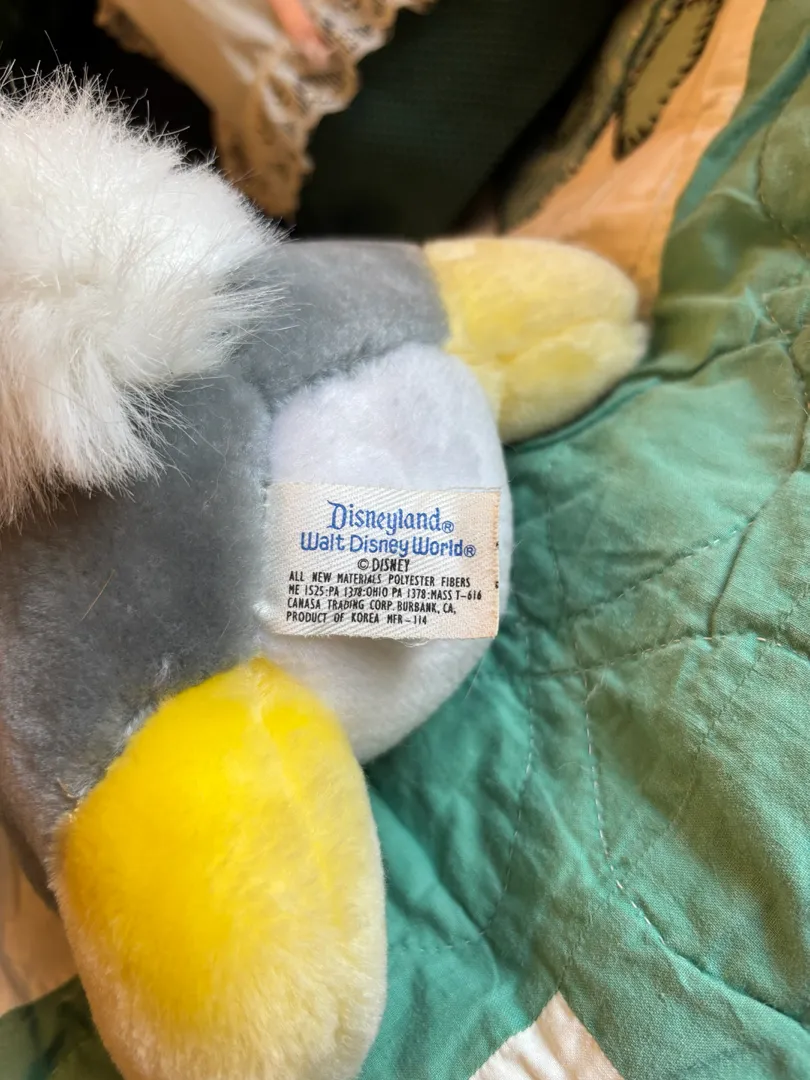 Disneyland®
Walt Disney World®
© DISNEY
ALL NEW MATERIALS POLYESTER FIBERS
ME 1525:PA 1378:OHIO PA 1378:MASS T-616
CANASA TRADING CORP. BURBANK, CA.
PRODUCT OF KOREA MFR-114